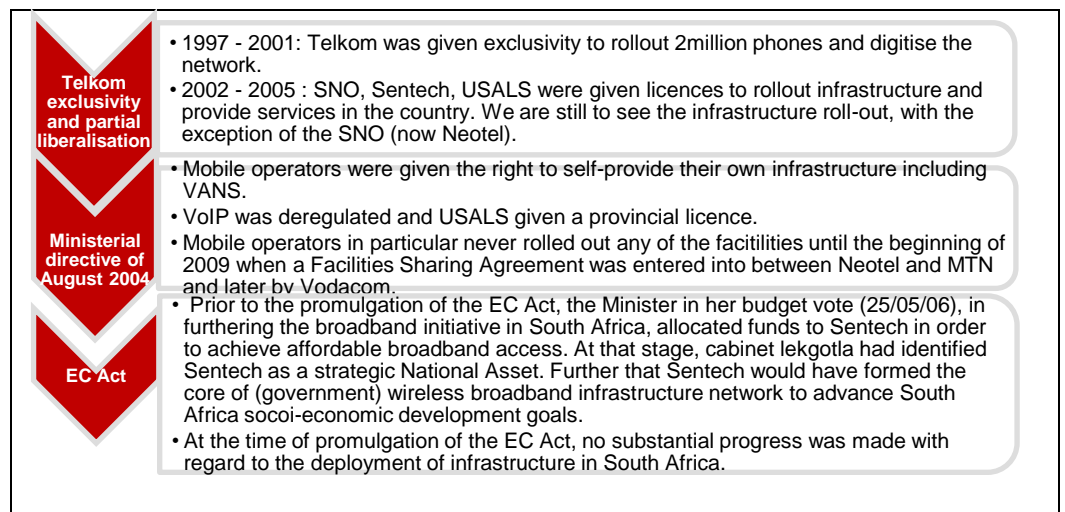 Telkom
exclusivity
and partial
liberalisation
• 1997 - 2001: Telkom was given exclusivity to rollout 2million phones and digitise the
network.
• 2002 - 2005 : SNO, Sentech, USALS were given licences to rollout infrastructure and
provide services in the country. We are still to see the infrastructure roll-out, with the
exception of the SNO (now Neotel).
Ministerial
directive of
August 2004
• Mobile operators were given the right to self-provide their own infrastructure including
VANS.
• VoIP was deregulated and USALS given a provincial licence.
• Mobile operators in particular never rolled out any of the facitilities until the beginning of
2009 when a Facilities Sharing Agreement was entered into between Neotel and MTN
and later by Vodacom.
EC Act
• Prior to the promulgation of the EC Act, the Minister in her budget vote (25/05/06), in
furthering the broadband initiative in South Africa, allocated funds to Sentech in order
to achieve affordable broadband access. At that stage, cabinet lekgotla had identified
Sentech as a strategic National Asset. Further that Sentech would have formed the
core of (government) wireless broadband infrastructure network to advance South
Africa socoi-economic development goals.
• At the time of promulgation of the EC Act, no substantial progress was made with
regard to the deployment of infrastructure in South Africa.